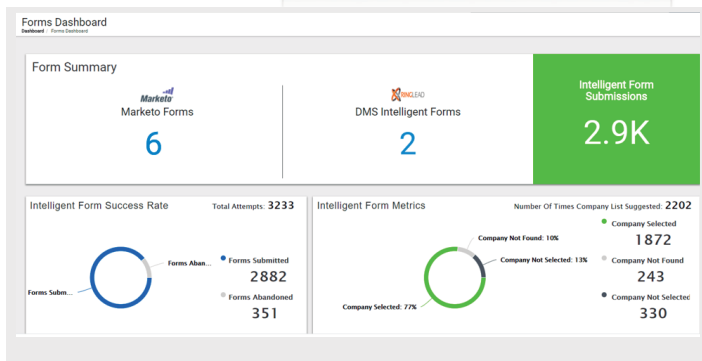 Forms Dashboard
Dashboard / Forms Dashboard
Form Summary
Marketo
Marketo Forms
6
RINGLEAD
DMS Intelligent Forms
2
Intelligent Form
Submissions
2.9K
Intelligent Form Success Rate
Total Attempts: 3233
Forms Aban...
Forms Subm...
Forms Submitted
2882
Forms Abandoned
351
Intelligent Form Metrics
Number Of Times Company List Suggested: 2202
Company Not Found: 10%
Company Not Selected: 13%
Company Selected: 77%
Company Selected
1872
Company Not Found
243
Company Not Selected
330